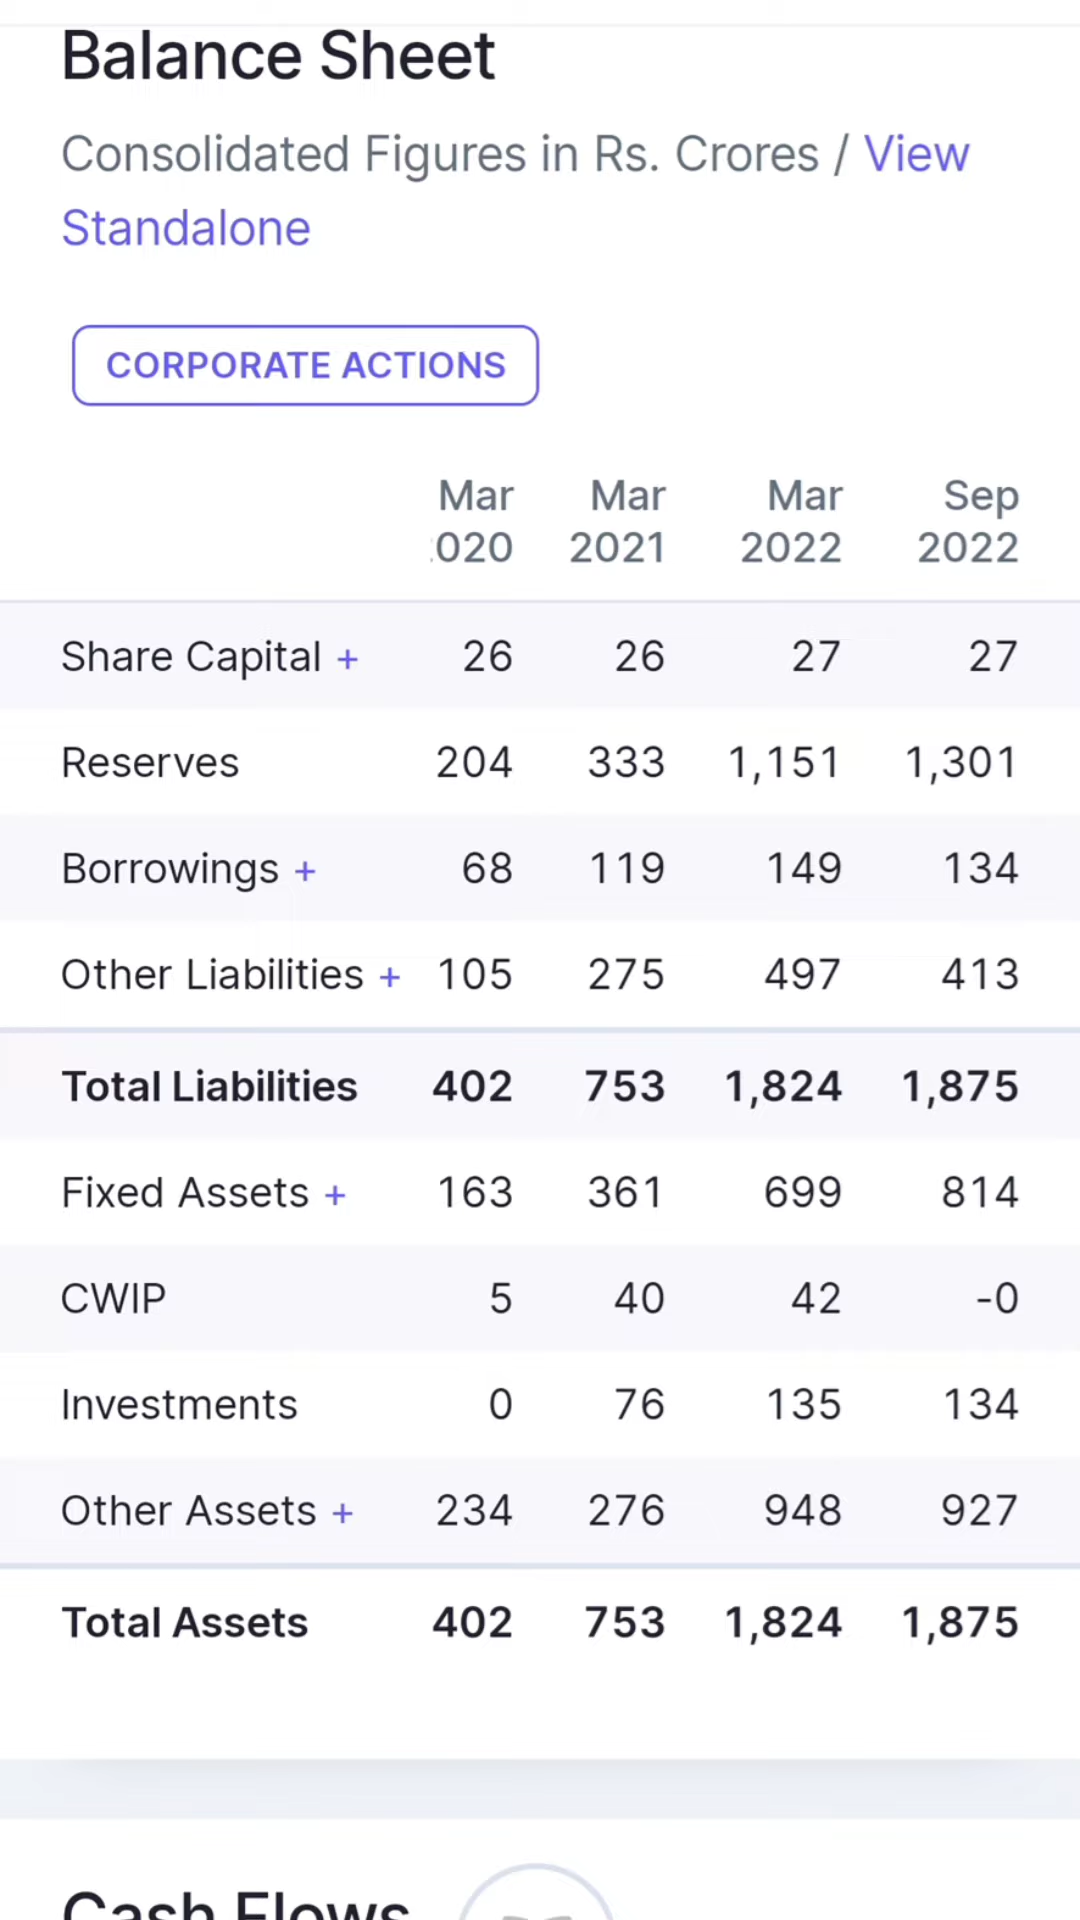 Balance Sheet
Consolidated Figures in Rs. Crores / View
Standalone
CORPORATE ACTIONS
Mar Mar Mar Sep
020 2021 2022 2022
Share Capital + 26 26 27 27
Reserves 204 333 1,151 1,301
Borrowings + 68 119 149 134
Other Liabilities + 105 275 497 413
Total Liabilities 402 753 1,824 1,875
Fixed Assets + 163 361 699 814
CWIP 5 40 42 -0
Investments 0 76 135 134
Other Assets + 234 276 948 927
Total Assets 402 753 1,824 1,875
Cash Flows